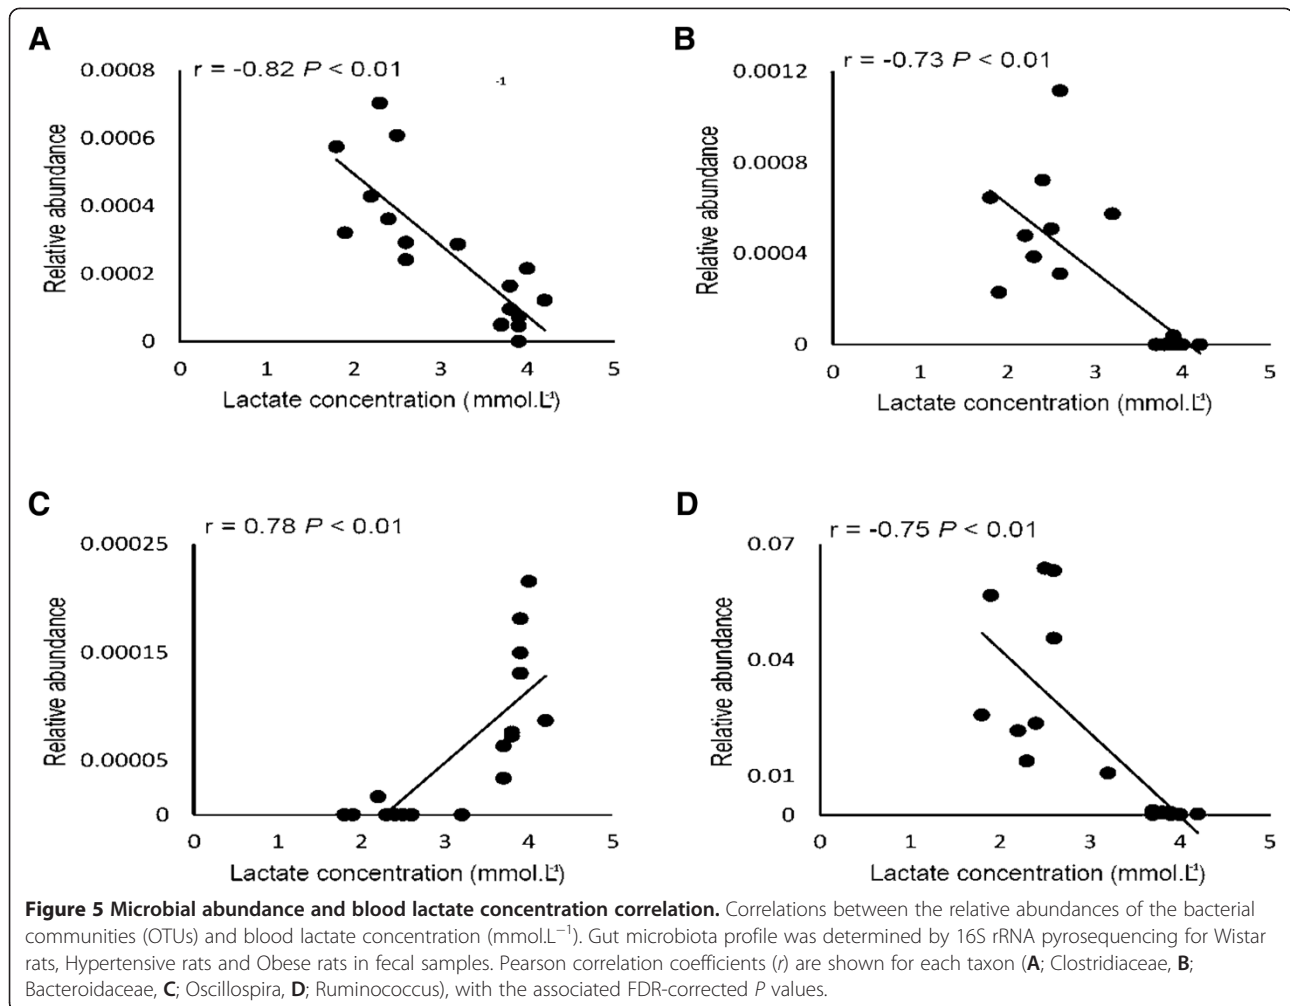 A
r = -0.82 P < 0.01
-1
Relative abundance
0.0008
0.0006
0.0004
0.0002
0
0 1 2 3 4 5
Lactate concentration (mmol.L-1)
B
r = -0.73 P < 0.01
Relative abundance
0.0012
0.0008
0.0004
0
0 1 2 3 4 5
Lactate concentration (mmol.L-1)
C
r = 0.78 P < 0.01
Relative abundance
0.00025
0.00015
0.00005
0
0 1 2 3 4 5
Lactate concentration (mmol.L-1)
D
r = -0.75 P < 0.01
Relative abundance
0.07
0.04
0.01
0
0 1 2 3 4 5
Lactate concentration (mmol.L-1)
Figure 5 Microbial abundance and blood lactate concentration correlation. Correlations between the relative abundances of the bacterial
communities (OTUs) and blood lactate concentration (mmol.L−1). Gut microbiota profile was determined by 16S rRNA pyrosequencing for Wistar
rats, Hypertensive rats and Obese rats in fecal samples. Pearson correlation coefficients (r) are shown for each taxon (A; Clostridiaceae, B;
Bacteroidaceae, C; Oscillospira, D; Ruminococcus), with the associated FDR-corrected P values.